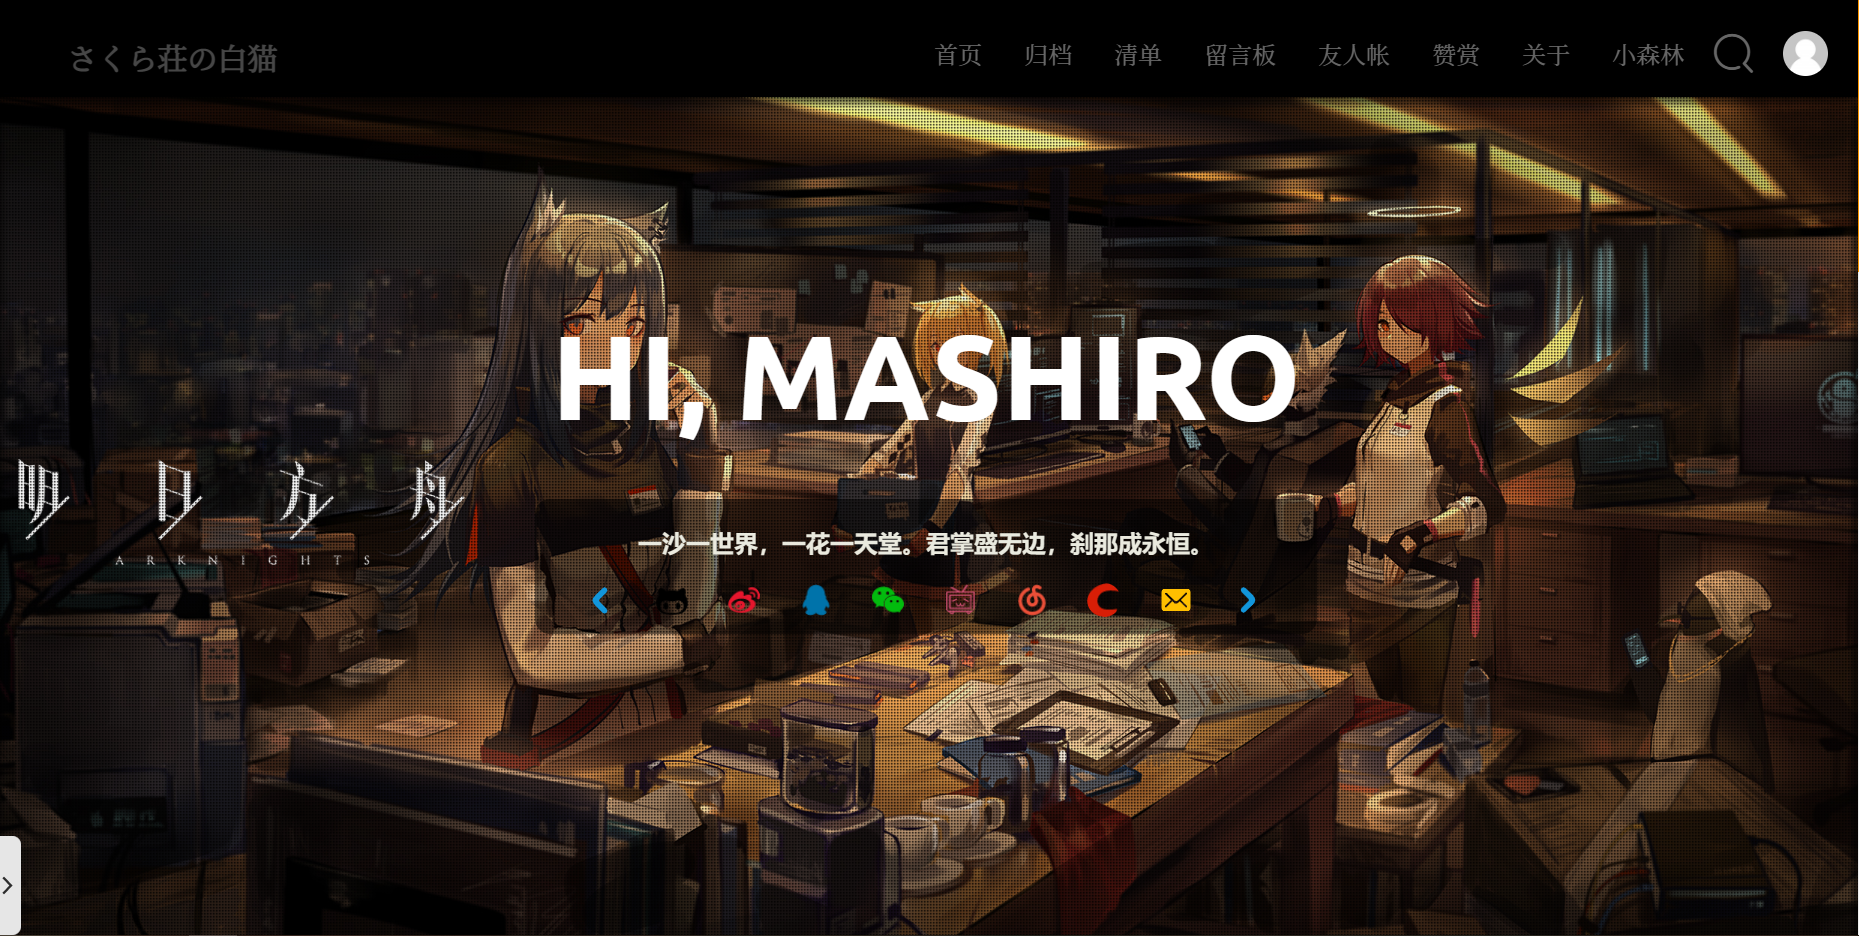 さくら荘の白猫
首页 归档 清单 留言板 友人帐 赞赏 关于 小森林
HI, MASHIRO
明日方舟
ARKNIGHTS
一沙一世界，一花一天堂。君掌盛无边，刹那成永恒。